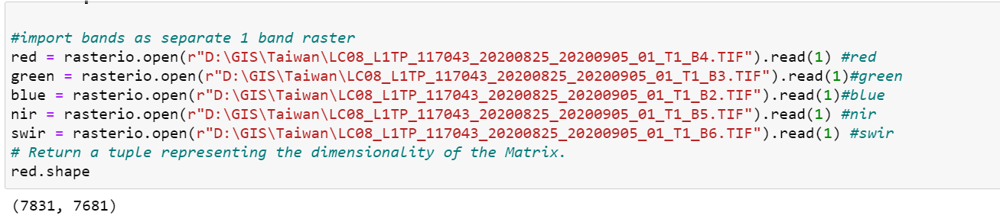 #import bands as separate 1 band raster
red = rasterio.open(r"D:\GIS\Taiwan\LC08_L1TP_117043_20200825_20200905_01_T1_B4.TIF").read(1) #red
green = rasterio.open(r"D:\GIS\Taiwan\LC08_L1TP_117043_20200825_20200905_01_T1_B3.TIF").read(1)#green
blue = rasterio.open(r"D:\GIS\Taiwan\LC08_L1TP_117043_20200825_20200905_01_T1_B2.TIF").read(1)#blue
nir = rasterio.open(r"D:\GIS\Taiwan\LC08_L1TP_117043_20200825_20200905_01_T1_B5.TIF").read(1) #nir
swir = rasterio.open(r"D:\GIS\Taiwan\LC08_L1TP_117043_20200825_20200905_01_T1_B6.TIF").read(1) #swir
# Return a tuple representing the dimensionality of the Matrix.
red.shape
(7831, 7681)